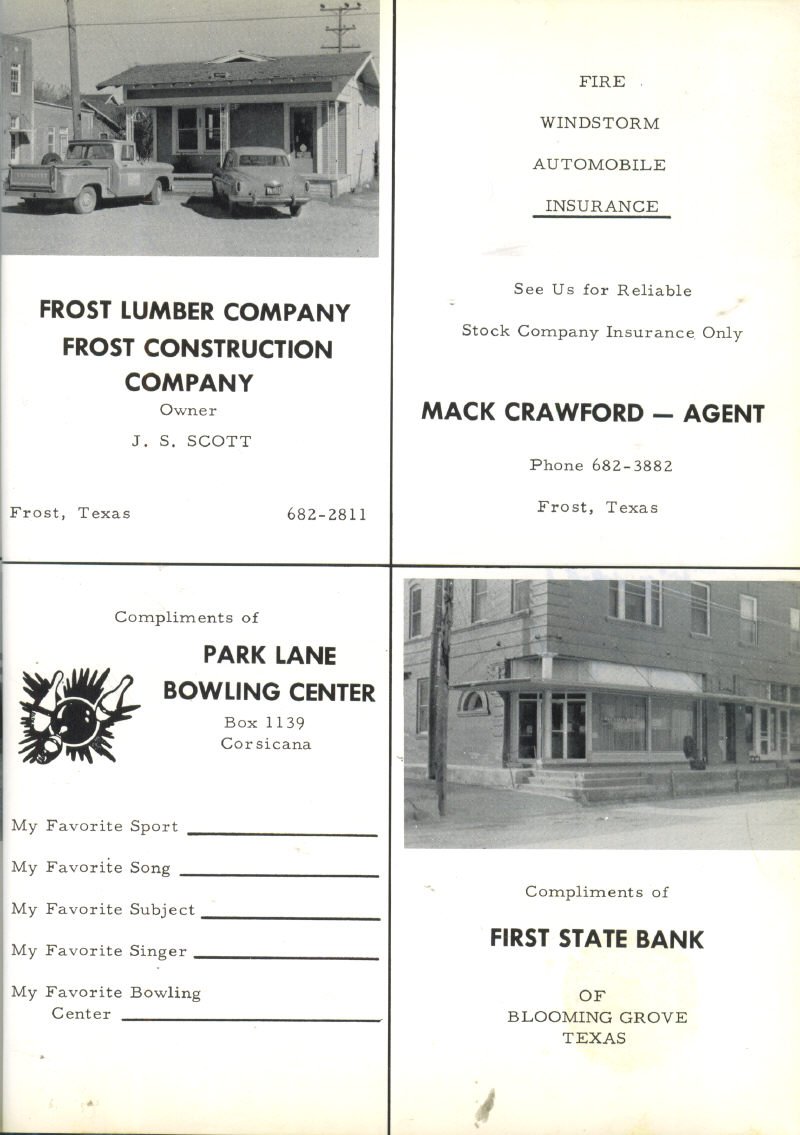 FROST LUMBER COMPANY
FROST CONSTRUCTION
COMPANY
Owner
J. S. SCOTT
Frost, Texas 682-2811
FIRE
WINDSTORM
AUTOMOBILE
INSURANCE
See Us for Reliable
Stock Company Insurance Only
MACK CRAWFORD — AGENT
Phone 682-3882
Frost, Texas
Compliments of
PARK LANE
BOWLING CENTER
Box 1139
Corsicana
My Favorite Sport
My Favorite Song
My Favorite Subject
My Favorite Singer
My Favorite Bowling
Center
Compliments of
FIRST STATE BANK
OF
BLOOMING GROVE
TEXAS